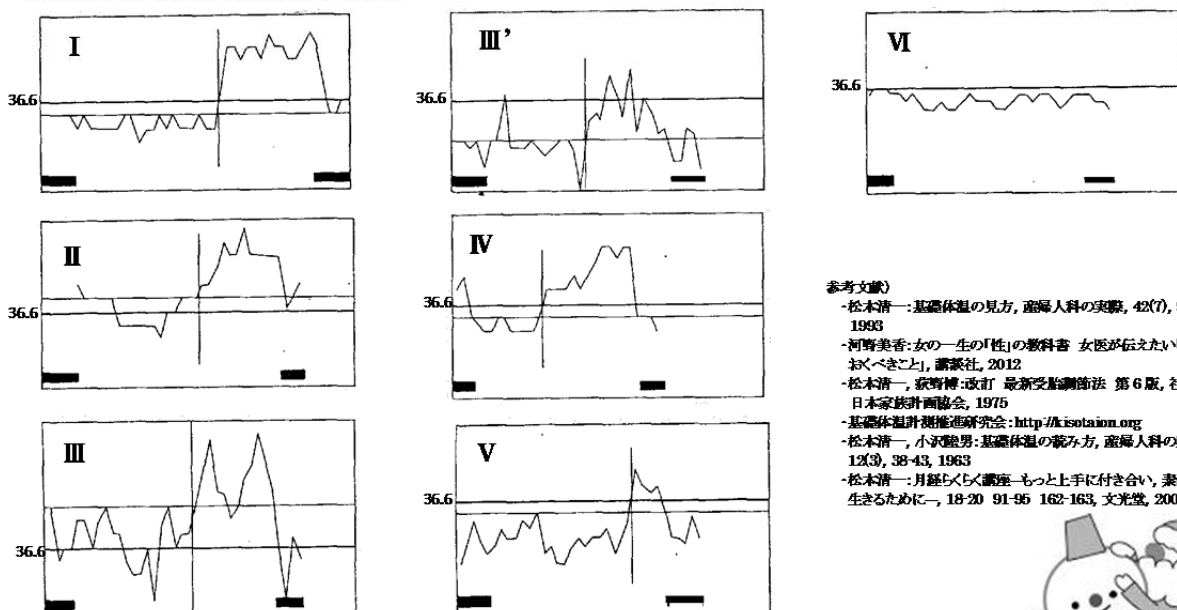 I
36.6
III’
36.6
VI
36.6
II
36.6
IV
36.6
III
36.6
V
36.6
参考文献)
-松本清一:基礎体温の見方, 産婦人科の実際, 42(7),
1993
-河野美香:女の一生の「性」の教科書 女医が伝えたい
おくべきこと」, 講談社, 2012
-松本清一, 荻野博:改訂 最新受胎調節法 第6版,
日本家族計画協会, 1975
-基礎体温計測推進研究会:http://kisotaion.org
-松本清一, 小沢陸男:基礎体温の読み方, 産婦人科の
12(3), 38-43, 1963
-松本清一:月経らくらく講座―もっと上手に付き合い,
生きるために―, 18-20 91-95 162-163, 文光堂, 200